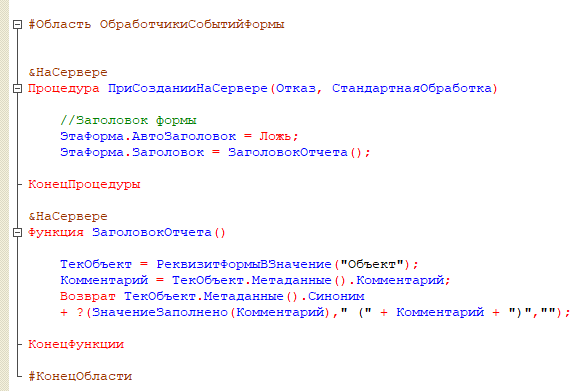 #Область ОбработчикиСобытийФормы
&НаСервере
Процедура ПриСозданииНаСервере(Отказ, СтандартнаяОбработка)
//Заголовок формы
ЭтаФорма.АвтоЗаголовок = Ложь;
ЭтаФорма.Заголовок = ЗаголовокОтчета();
КонецПроцедуры
&НаСервере
Функция ЗаголовокОтчета()
ТекОбъект = РеквизитФормыВЗначение("Объект");
Комментарий = ТекОбъект.Метаданные().Комментарий;
Возврат ТекОбъект.Метаданные().Синоним
+ ?(ЗначениеЗаполнено(Комментарий)," (" + Комментарий + ")","");
КонецФункции
#КонецОбласти